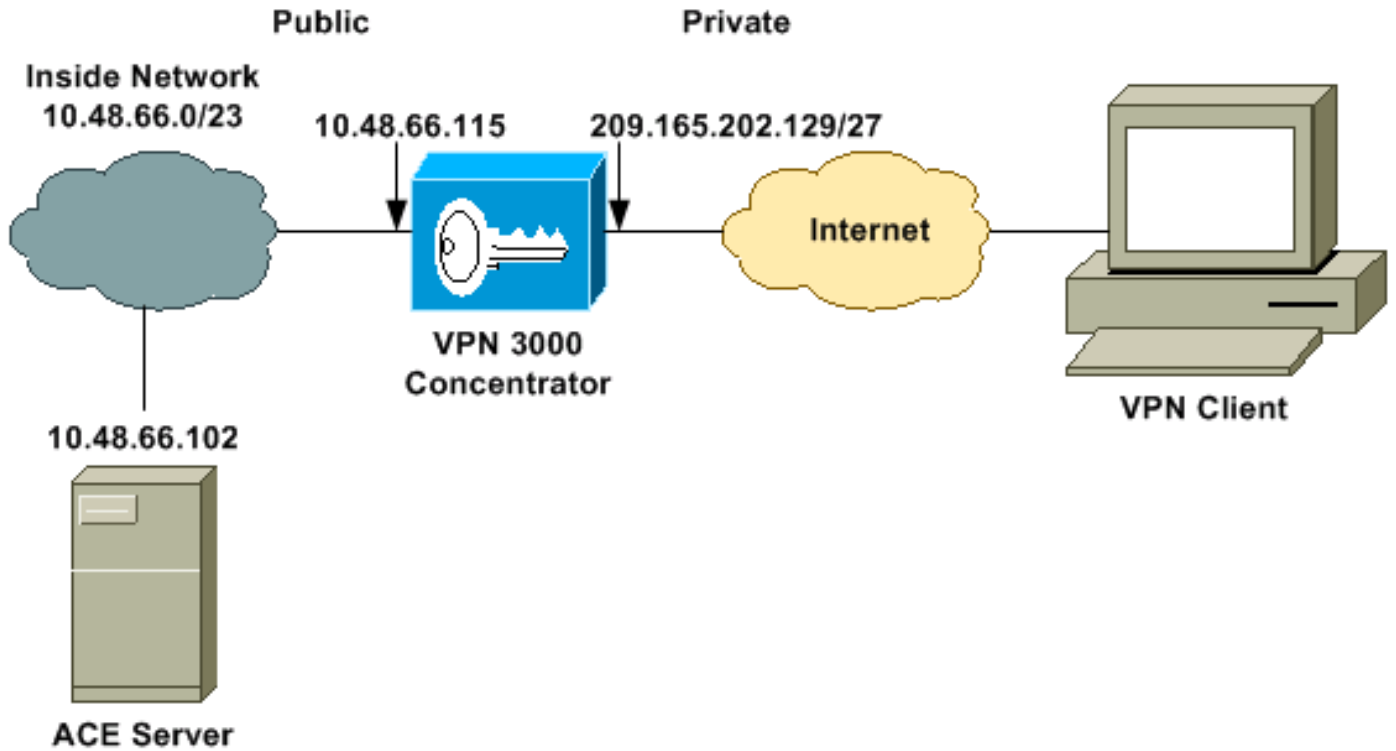 Public
Private
Inside Network
10.48.66.0/23
10.48.66.115
209.165.202.129/27
Internet
VPN 3000
Concentrator
VPN Client
10.48.66.102
ACE Server